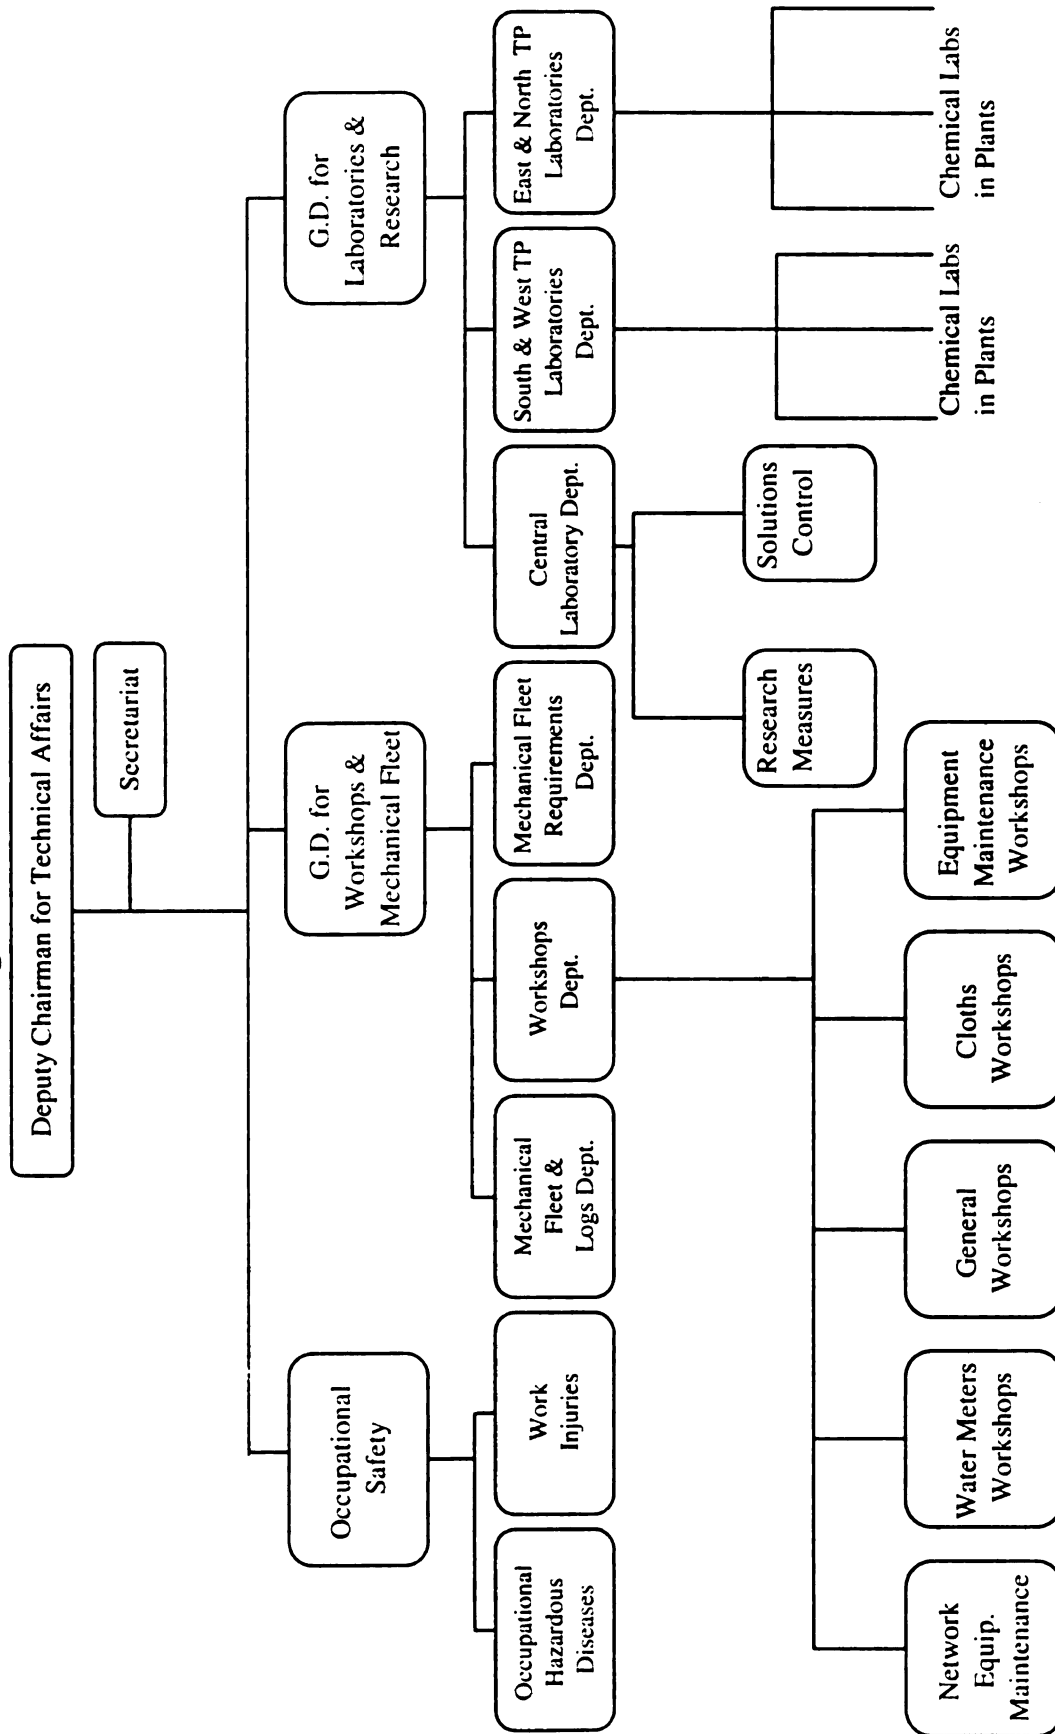 Deputy Chairman for Technical Affairs
Secretariat
Occupational
Safety
G.D. for
Workshops &
Mechanical Fleet
G.D. for
Laboratories &
Research
Occupational
Hazardous
Diseases
Work
Injuries
Mechanical
Fleet &
Logs Dept.
Workshops
Dept.
Mechanical Fleet
Requirements
Dept.
Central
Laboratory Dept.
South & West TP
Laboratories
Dept.
East & North TP
Laboratories
Dept.
Research
Measures
Solutions
Control
Chemical Labs
in Plants
Chemical Labs
in Plants
Network
Equip.
Maintenance
Water Meters
Workshops
General
Workshops
Cloths
Workshops
Equipment
Maintenance
Workshops